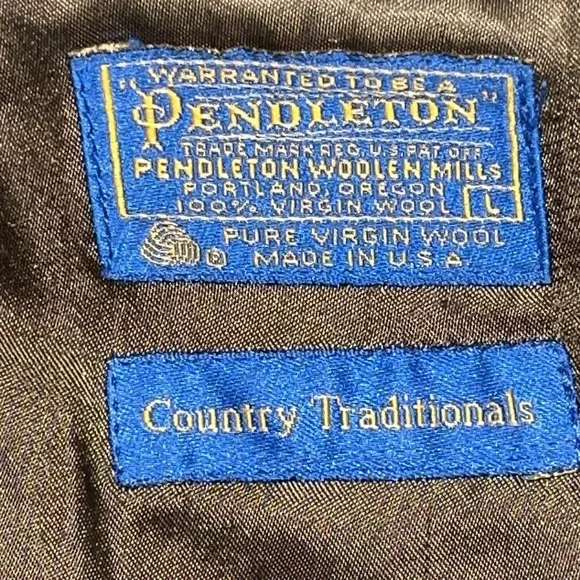 "WARRANTED TO BE A
PENDLETON"
TRADE MARK REG. U.S. PAT. OFF.
PENDLETON WOOLEN MILLS
PORTLAND, OREGON
100% VIRGIN WOOL L
® PURE VIRGIN WOOL
MADE IN U.S.A.
Country Traditionals